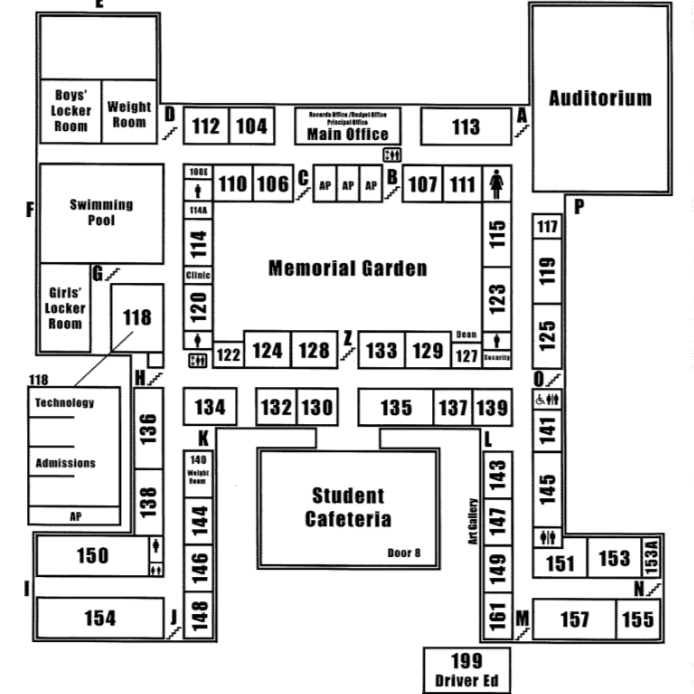 E
Boys'
Locker
Room
Weight
Room
D
112
104
Records Office /Budget Office
Principal Office
Main Office
113
A
Auditorium
108E
110
106
C
AP
AP
AP
B
107
111
F
Swimming
Pool
114A
114
Clinic
120
115
123
P
117
119
125
Memorial Garden
G
Girls'
Locker
Room
118
122
124
128
Z
133
129
Dean
127
Security
H
O
118
Technology
Admissions
AP
136
138
134
132
130
135
137
139
141
145
K
L
140
Weight
Room
144
146
148
Student
Cafeteria
Door 8
Art Gallery
143
147
149
161
150
151
153
153A
I
154
J
M
N
157
155
199
Driver Ed